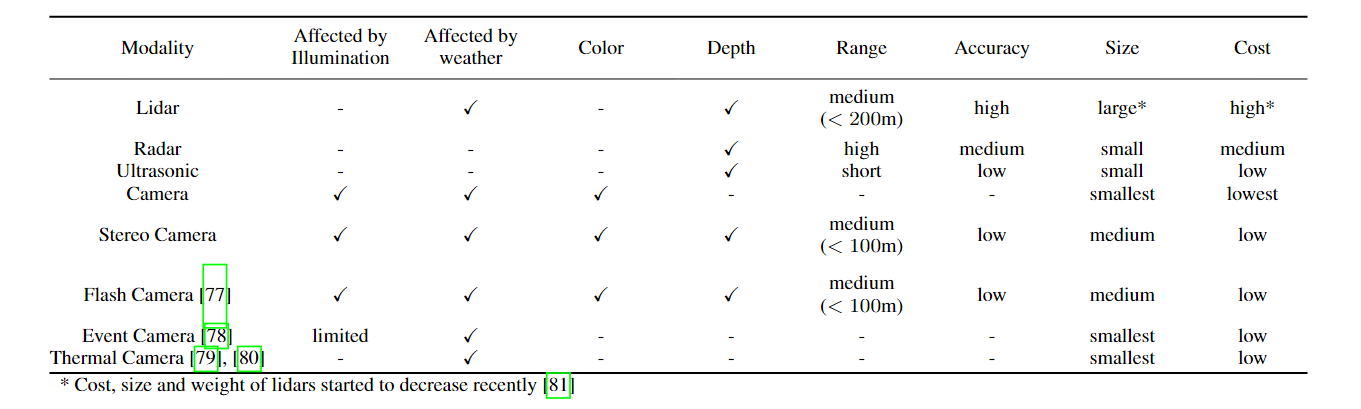 Modality Affected by Illumination Affected by weather Color Depth Range Accuracy Size Cost
Lidar - ✓ - ✓ medium (< 200m) high large* high*
Radar - - - ✓ high medium small medium
Ultrasonic - - - ✓ short low small low
Camera ✓ ✓ ✓ - - - smallest lowest
Stereo Camera ✓ ✓ ✓ ✓ medium (< 100m) low medium low
Flash Camera [77] ✓ ✓ ✓ ✓ medium (< 100m) low medium low
Event Camera [78] limited ✓ - - - - smallest low
Thermal Camera [79], [80] - ✓ - - - - smallest low
* Cost, size and weight of lidars started to decrease recently [81]